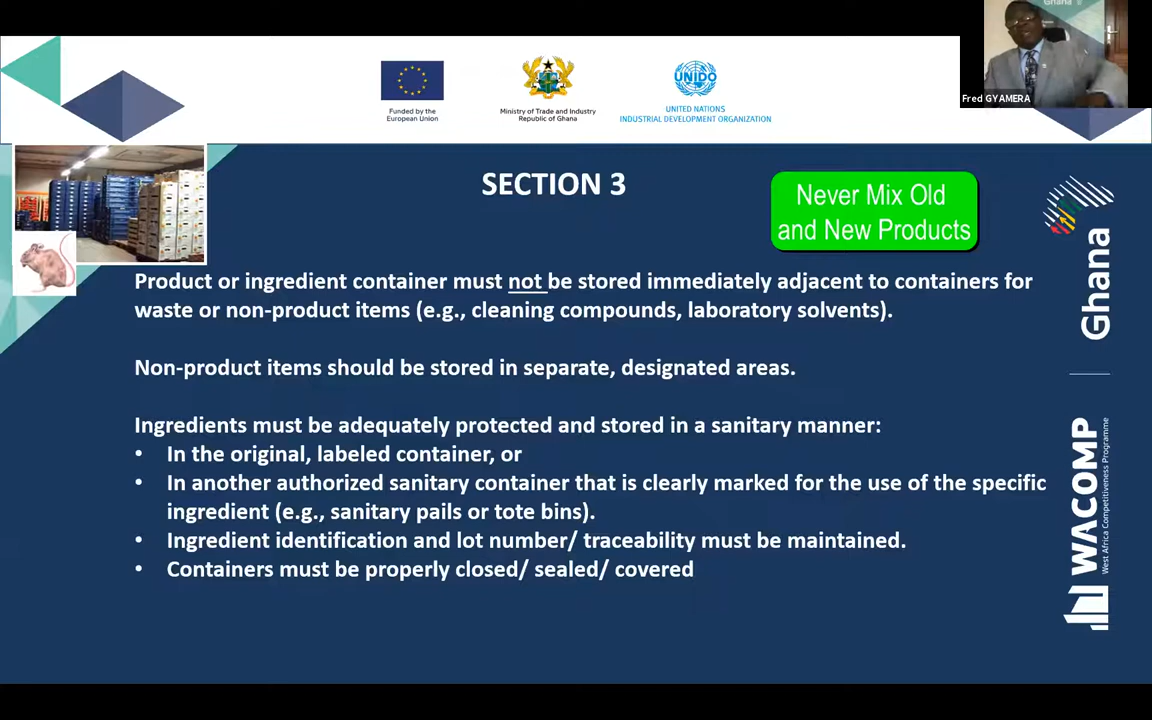 Ghana
Fred GYAMERA
Funded by the
European Union
Ministry of Trade and Industry
Republic of Ghana
UNITED NATIONS
INDUSTRIAL DEVELOPMENT ORGANIZATION
SECTION 3
Never Mix Old
and New Products
Product or ingredient container must not be stored immediately adjacent to containers for
waste or non-product items (e.g., cleaning compounds, laboratory solvents).
Non-product items should be stored in separate, designated areas.
Ingredients must be adequately protected and stored in a sanitary manner:
• In the original, labeled container, or
• In another authorized sanitary container that is clearly marked for the use of the specific
ingredient (e.g., sanitary pails or tote bins).
• Ingredient identification and lot number/ traceability must be maintained.
• Containers must be properly closed/ sealed/ covered
Ghana
WACOMP
West Africa Competitiveness Programme